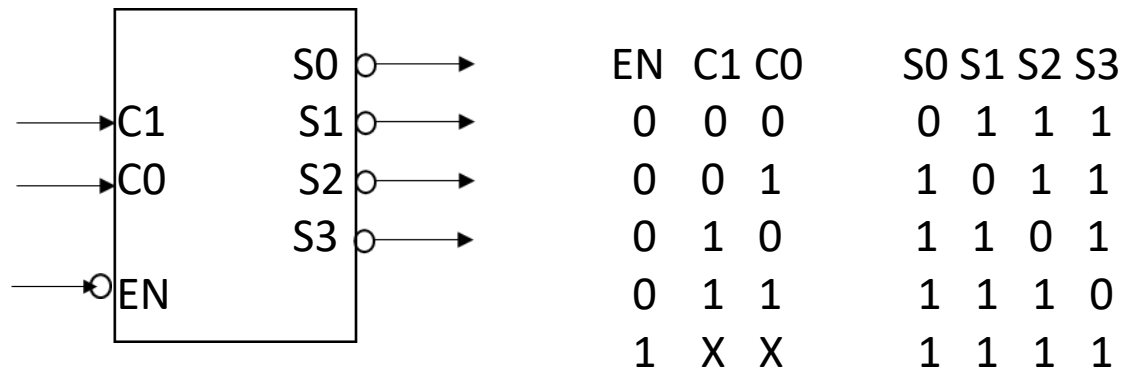 S0
C1 S1
C0 S2
S3
EN
EN C1 C0 S0 S1 S2 S3
0 0 0 0 1 1 1
0 0 1 1 0 1 1
0 1 0 1 1 0 1
0 1 1 1 1 1 0
1 X X 1 1 1 1